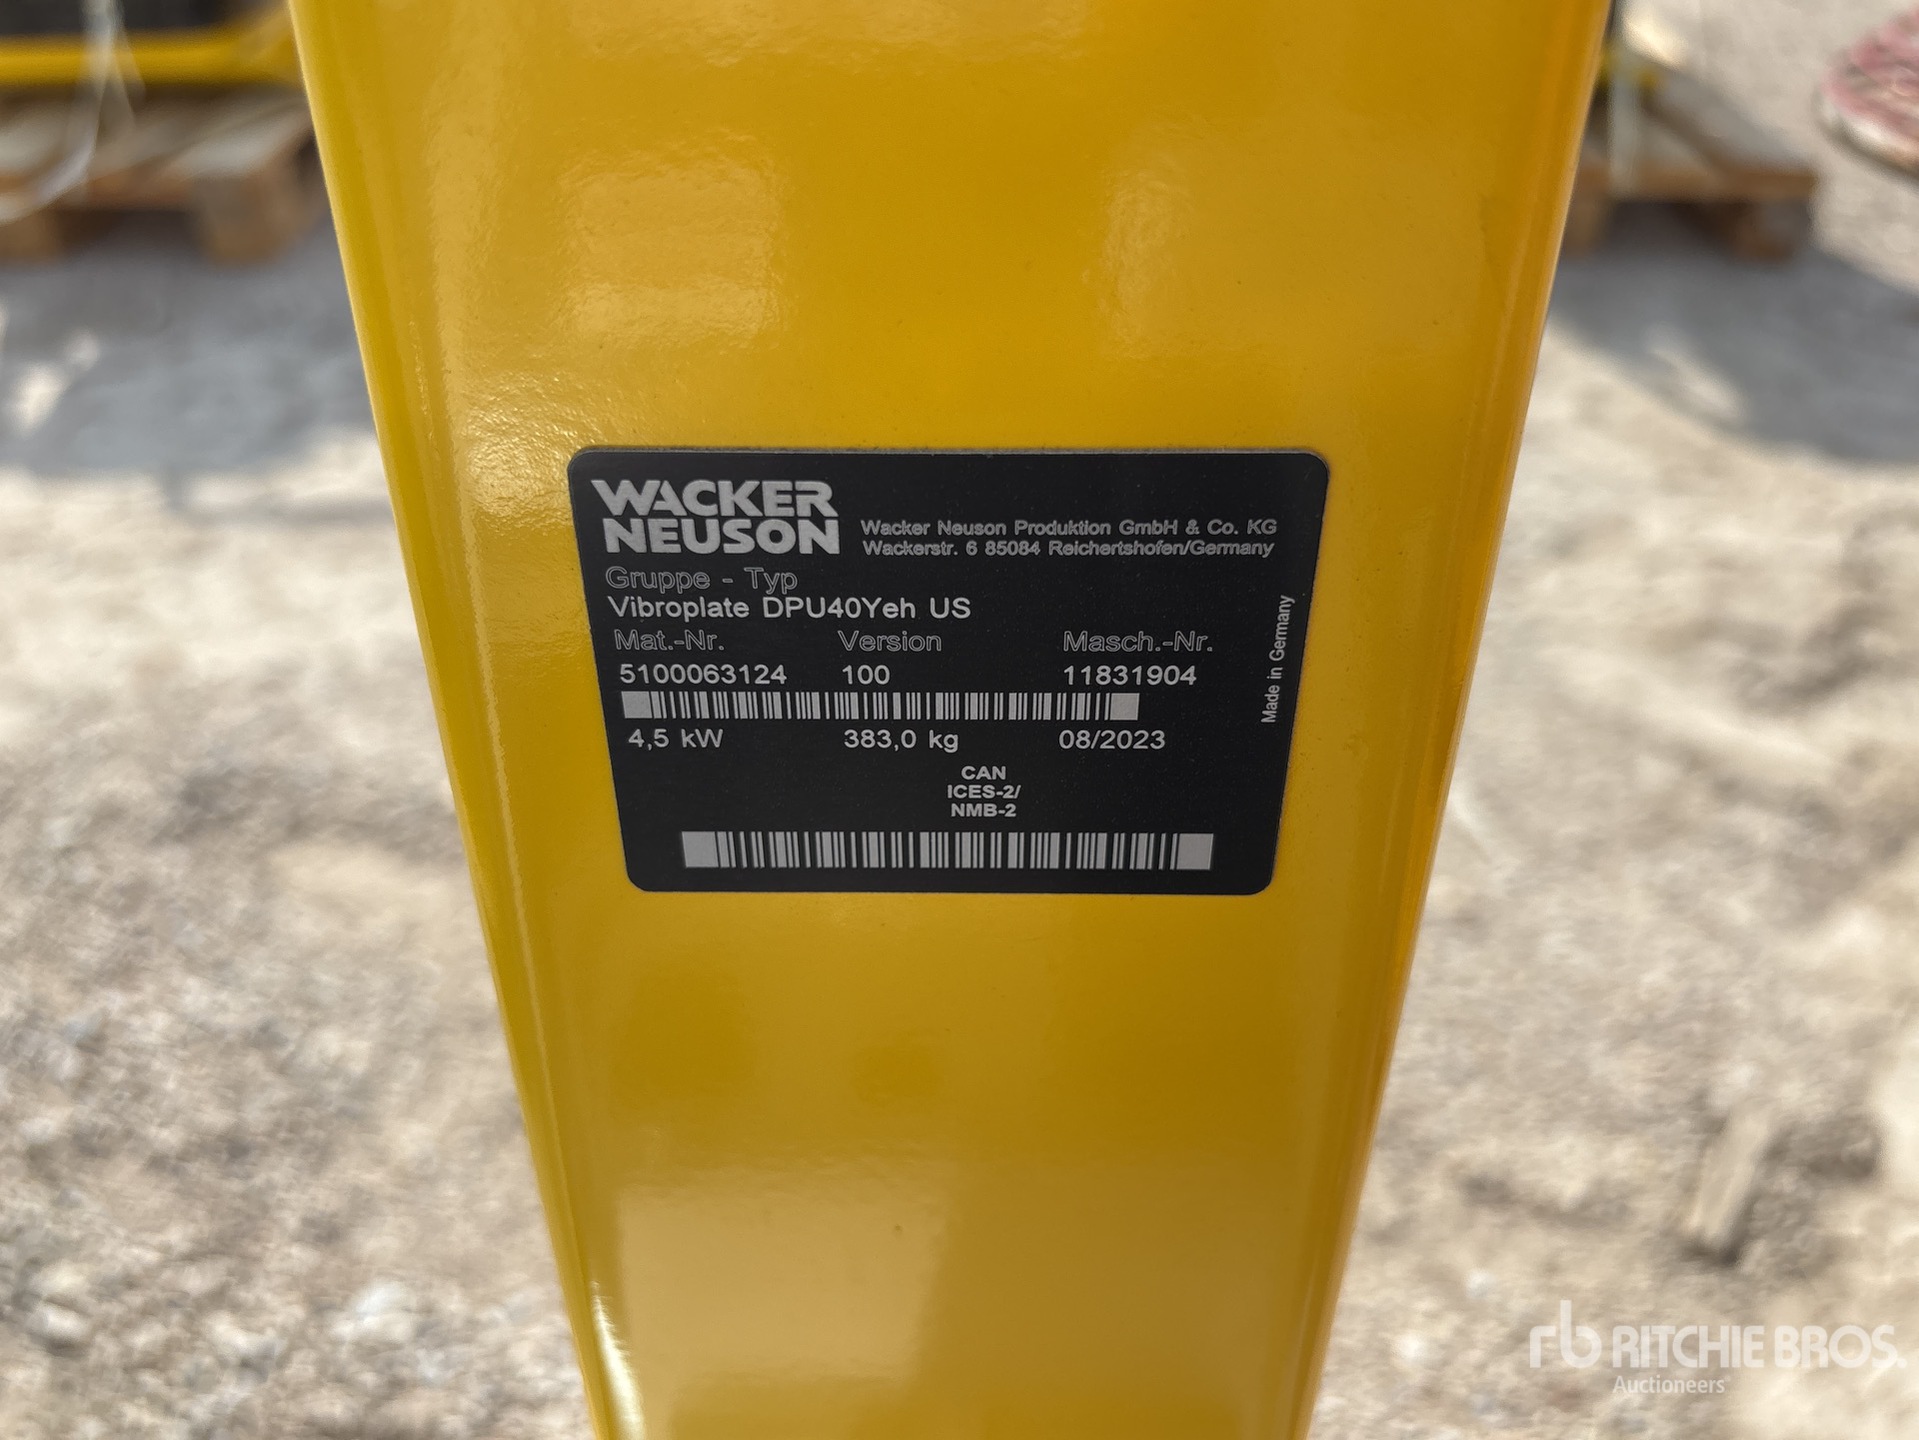 WACKER
NEUSON
Wacker Neuson Produktion GmbH & Co. KG
Wackerstr. 6 85084 Reichertshofen/Germany
Gruppe - Typ
Vibroplate DPU40Yeh US
Mat.-Nr. Version Masch.-Nr.
5100063124 100 11831904
4,5 kW 383,0 kg 08/2023
Made in Germany
CAN
ICES-2/
NMB-2
rb RITCHIE BROS.
Auctioneers